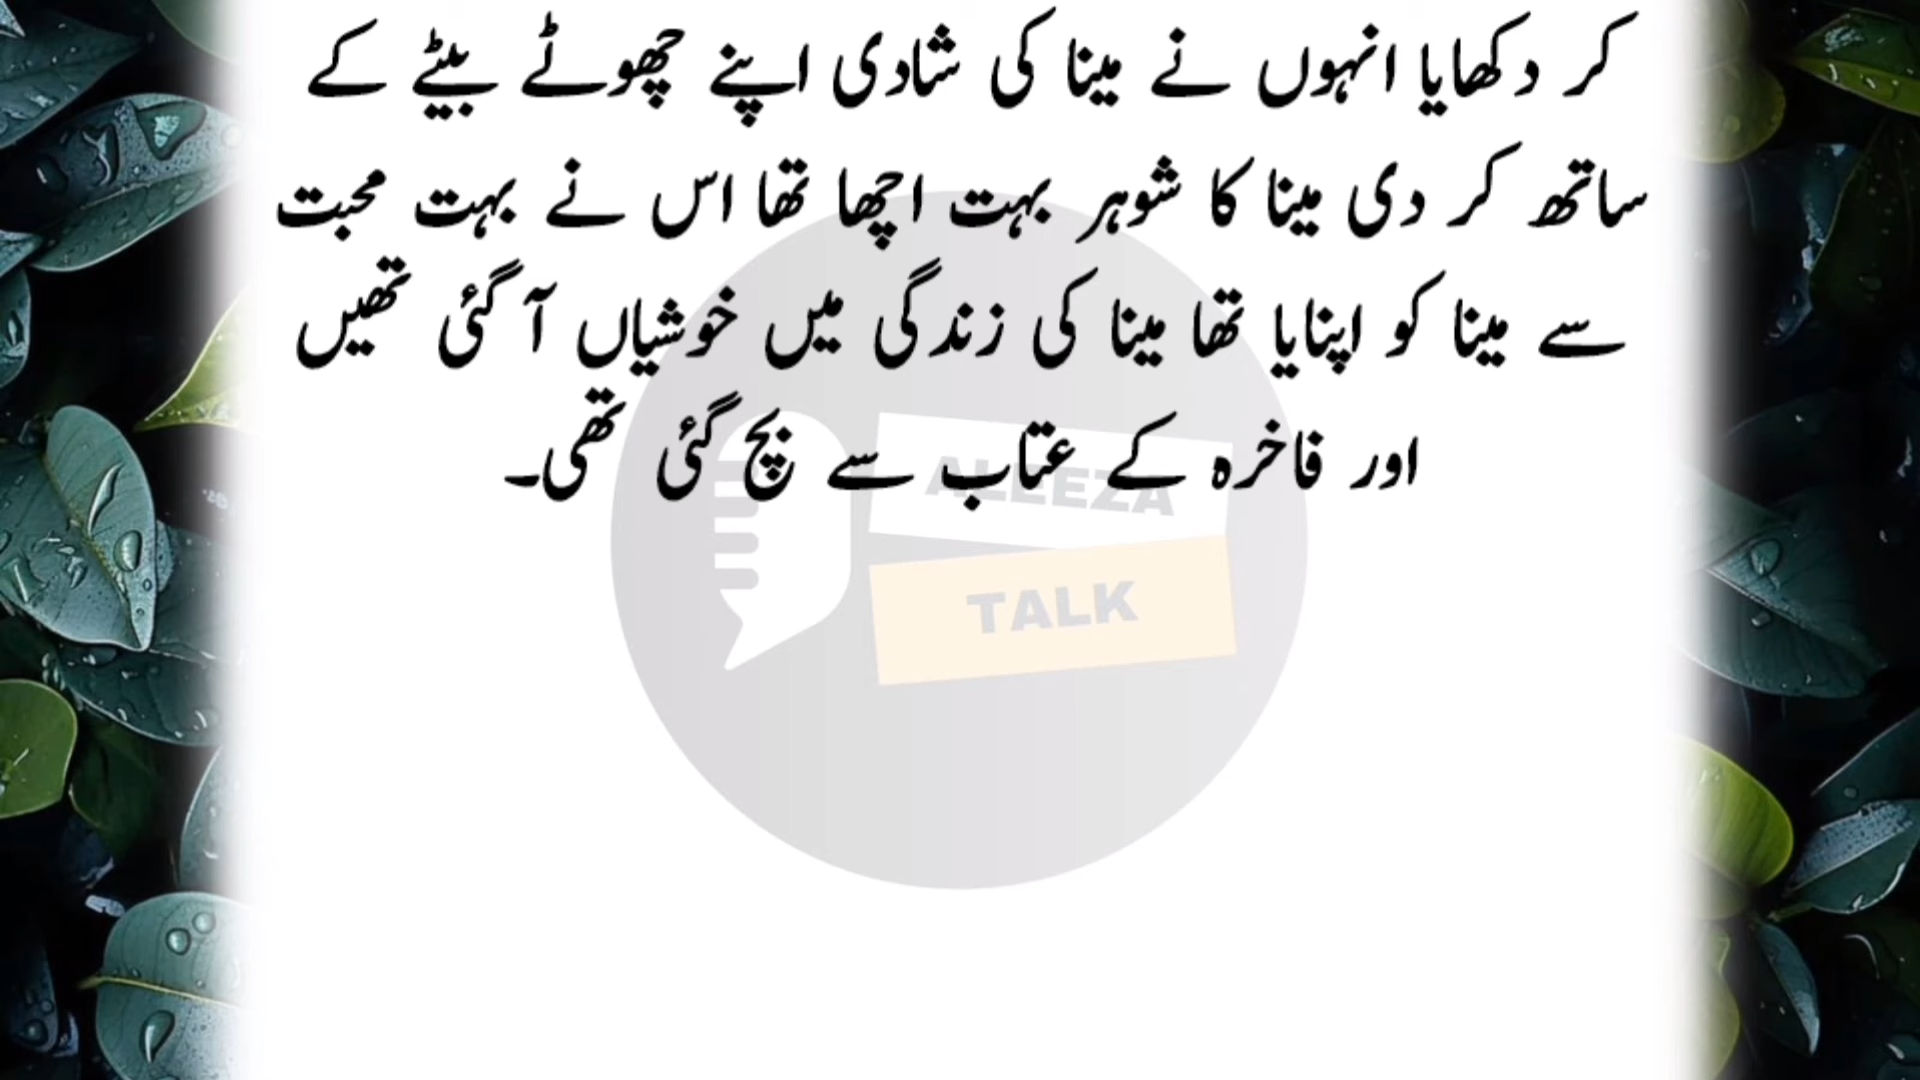 کر دکھایا انہوں نے مینا کی شادی اپنے چھوٹے بیٹے کے
ساتھ کر دی مینا کا شوہر بہت اچھا تھا اس نے بہت محبت
سے مینا کو اپنایا تھا مینا کی زندگی میں خوشیاں آ گئی تھیں
اور فاخرہ کے عتاب سے بچ گئی تھی۔
ALEEZA
TALK